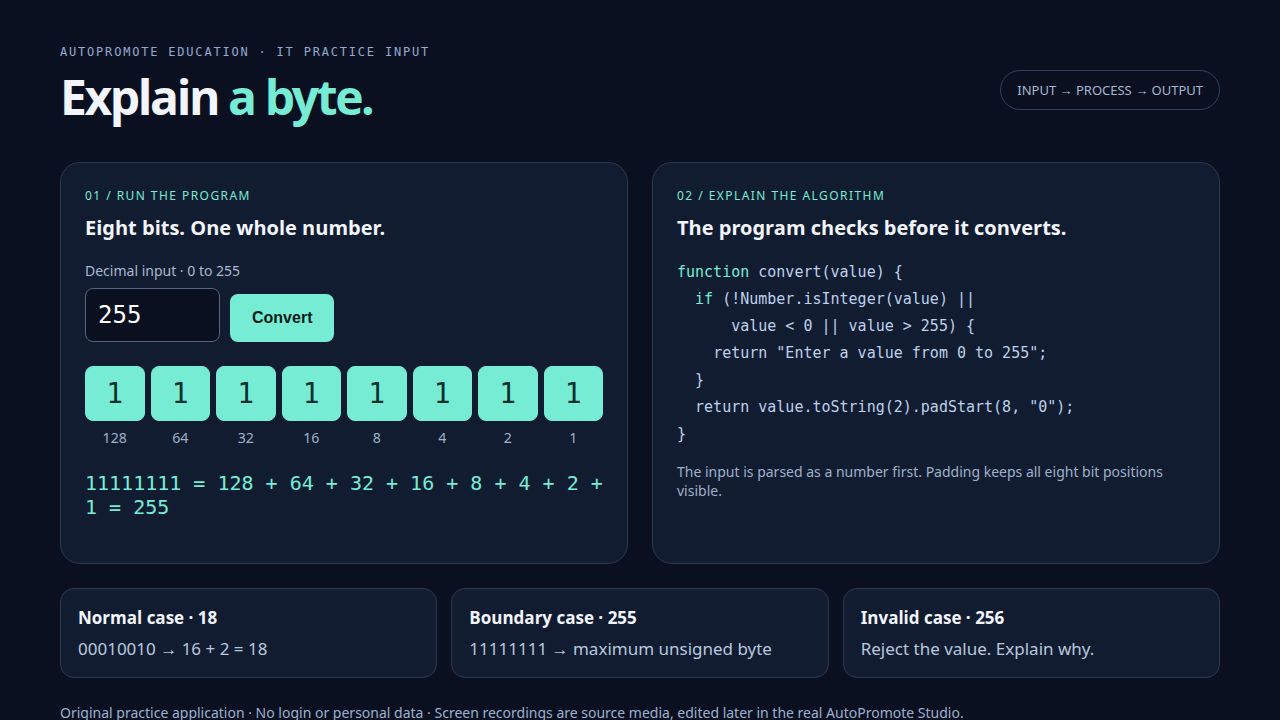 AUTOPROMOTE EDUCATION · IT PRACTICE INPUT
Explain a byte.
INPUT → PROCESS → OUTPUT
01 / RUN THE PROGRAM
Eight bits. One whole number.
Decimal input · 0 to 255
255
Convert
1 1 1 1 1 1 1 1
128 64 32 16 8 4 2 1
11111111 = 128 + 64 + 32 + 16 + 8 + 4 + 2 +
1 = 255
02 / EXPLAIN THE ALGORITHM
The program checks before it converts.
function convert(value) {
  if (!Number.isInteger(value) ||
      value < 0 || value > 255) {
    return "Enter a value from 0 to 255";
  }
  return value.toString(2).padStart(8, "0");
}
The input is parsed as a number first. Padding keeps all eight bit positions
visible.
Normal case · 18
00010010 → 16 + 2 = 18
Boundary case · 255
11111111 → maximum unsigned byte
Invalid case · 256
Reject the value. Explain why.
Original practice application · No login or personal data · Screen recordings are source media, edited later in the real AutoPromote Studio.